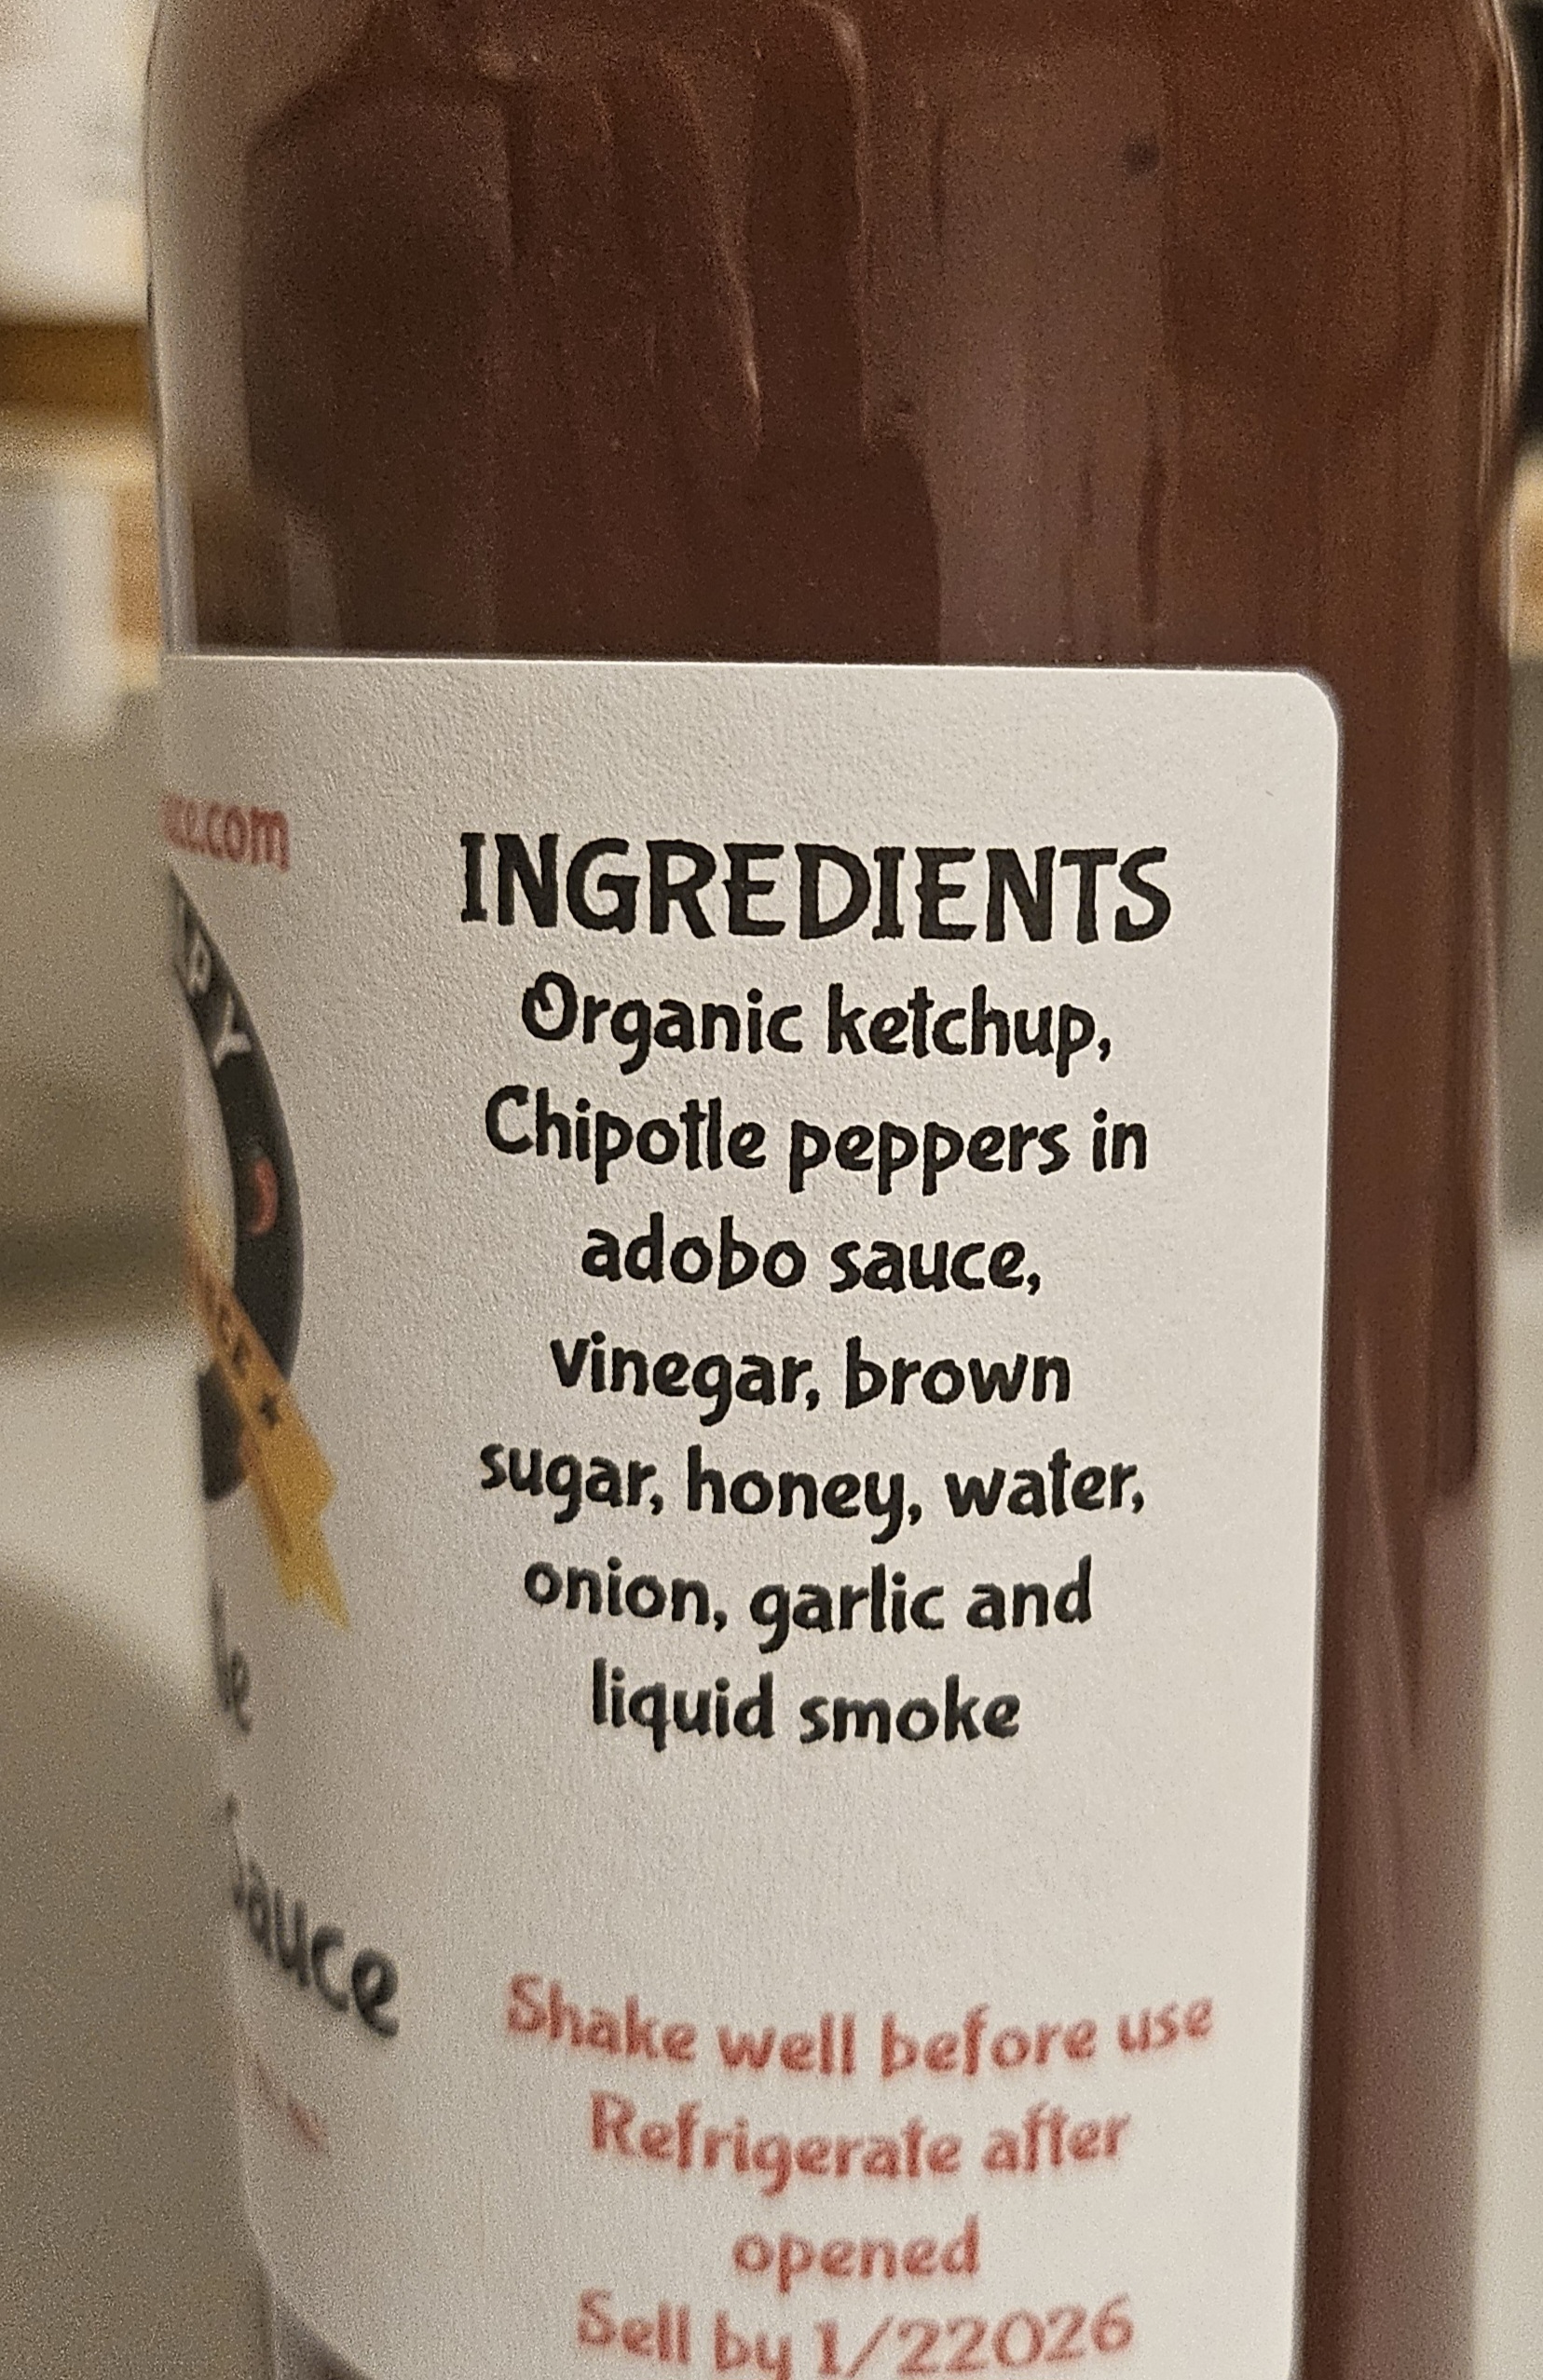 .com
RY
INGREDIENTS
Organic ketchup,
Chipotle peppers in
adobo sauce,
vinegar, brown
sugar, honey, water,
onion, garlic and
liquid smoke
Sauce
Shake well before use
Refrigerate after
opened
Sell by 1/22026